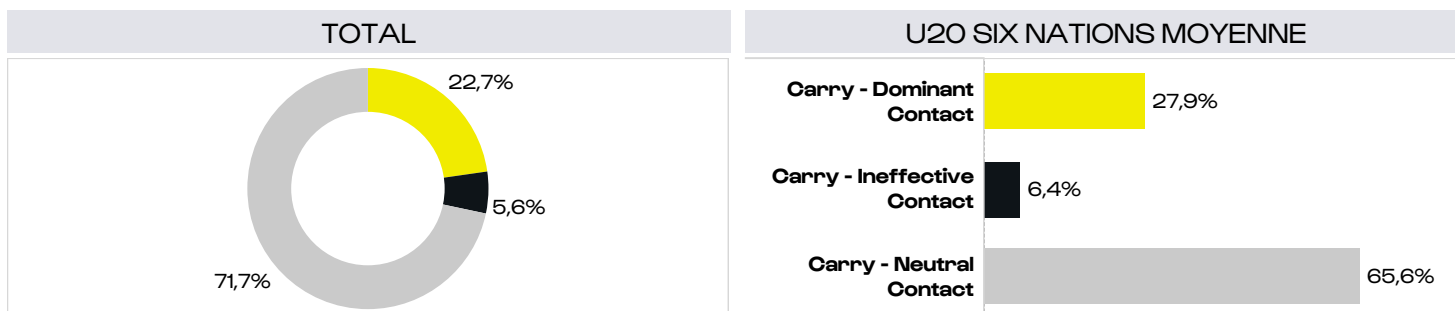 TOTAL
22,7%
5,6%
71,7%
U20 SIX NATIONS MOYENNE
Carry - Dominant
Contact
27,9%
Carry - Ineffective
Contact
6,4%
Carry - Neutral
Contact
65,6%